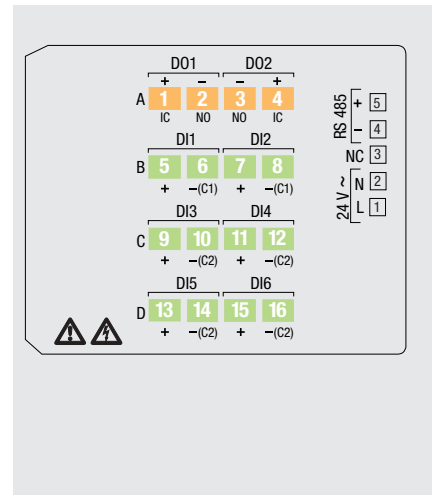 DO1 DO2
+ − − +
A 1 2 3 4
IC NO NO IC
DI1 DI2
B 5 6 7 8
+ −(C1) + −(C1)
DI3 DI4
C 9 10 11 12
+ −(C2) + −(C2)
DI5 DI6
D 13 14 15 16
+ −(C2) + −(C2)
RS 485
+ 5
− 4
NC 3
24 V ~
N 2
L 1